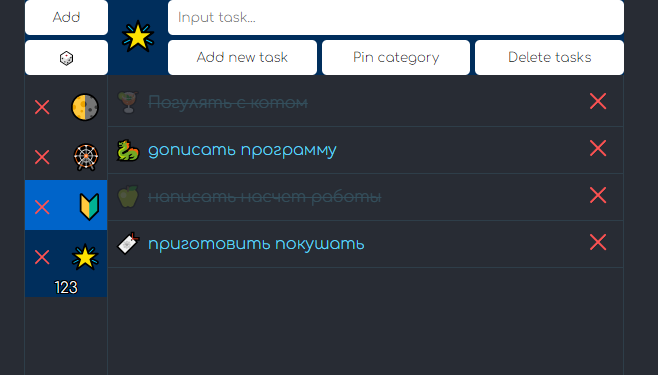 Add
Input task...
Add new task
Pin category
Delete tasks
Погулять с котом
дописать программу
написать насчет работы
приготовить покушать
123